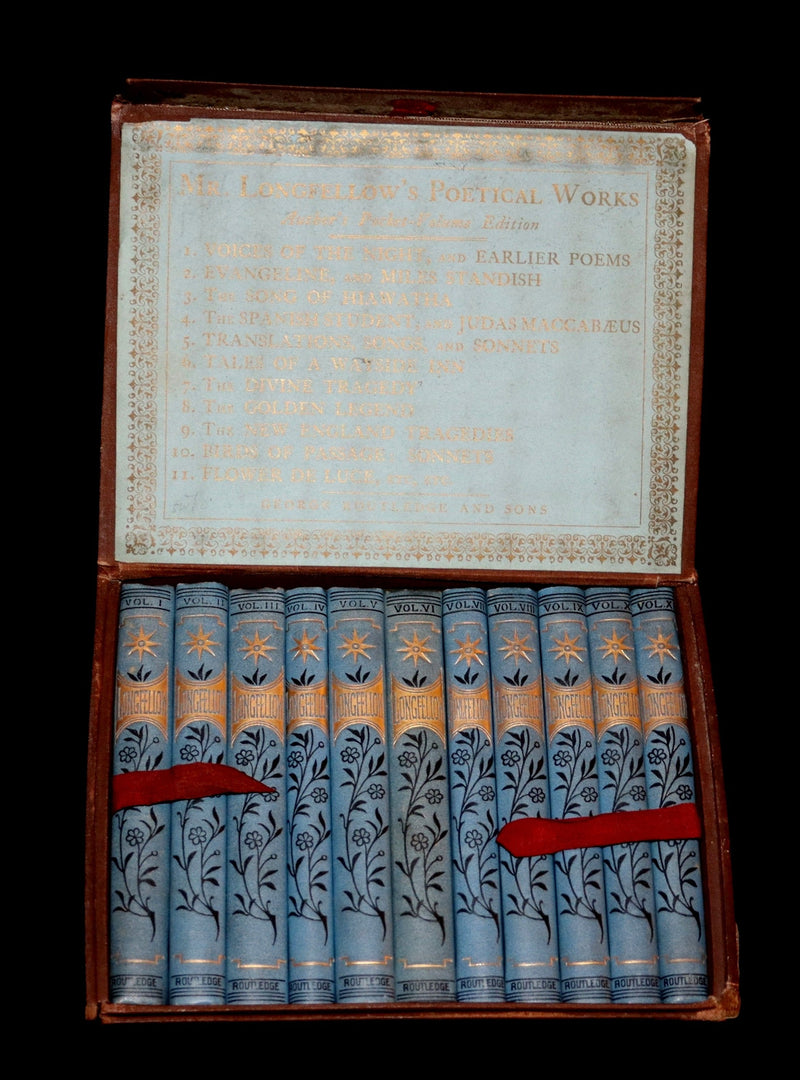 MR. LONGFELLOW'S POETICAL WORKS
Author's Pocket-Volume Edition
1. VOICES OF THE NIGHT, AND EARLIER POEMS
2. EVANGELINE, AND MILES STANDISH
3. THE SONG OF HIAWATHA
4. THE SPANISH STUDENT, AND JUDAS MACCABÆUS
5. TRANSLATIONS, SONGS, AND SONNETS
6. TALES OF A WAYSIDE INN
7. THE DIVINE TRAGEDY
8. THE GOLDEN LEGEND
9. THE NEW ENGLAND TRAGEDIES
10. BIRDS OF PASSAGE. SONNETS
11. FLOWER DE LUCE, ETC., ETC.
GEORGE ROUTLEDGE AND SONS
VOL. I VOL. II VOL. III VOL. IV VOL. V VOL. VI VOL. VII VOL. VIII VOL. IX VOL. X VOL. X
LONGFELLOW LONGFELLOW LONGFELLOW LONGFELLOW LONGFELLOW LONGFELLOW LONGFELLOW LONGFELLOW LONGFELLOW LONGFELLOW LONGFELLOW
ROUTLEDGE ROUTLEDGE ROUTLEDGE ROUTLEDGE ROUTLEDGE ROUTLEDGE ROUTLEDGE ROUTLEDGE ROUTLEDGE ROUTLEDGE ROUTLEDGE